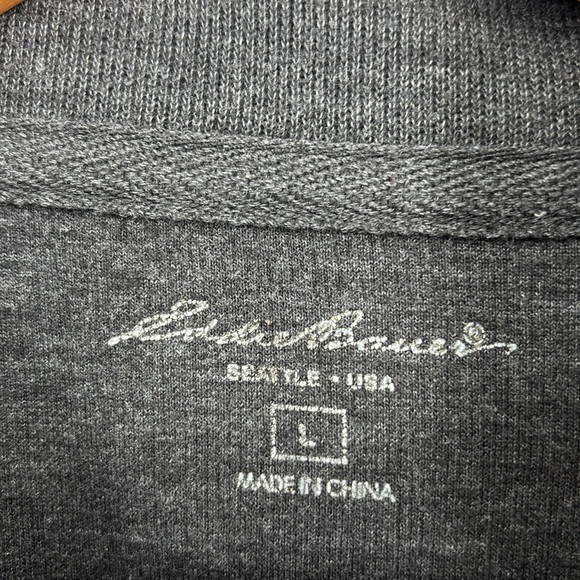 Eddie Bauer®
SEATTLE • USA
L
MADE IN CHINA